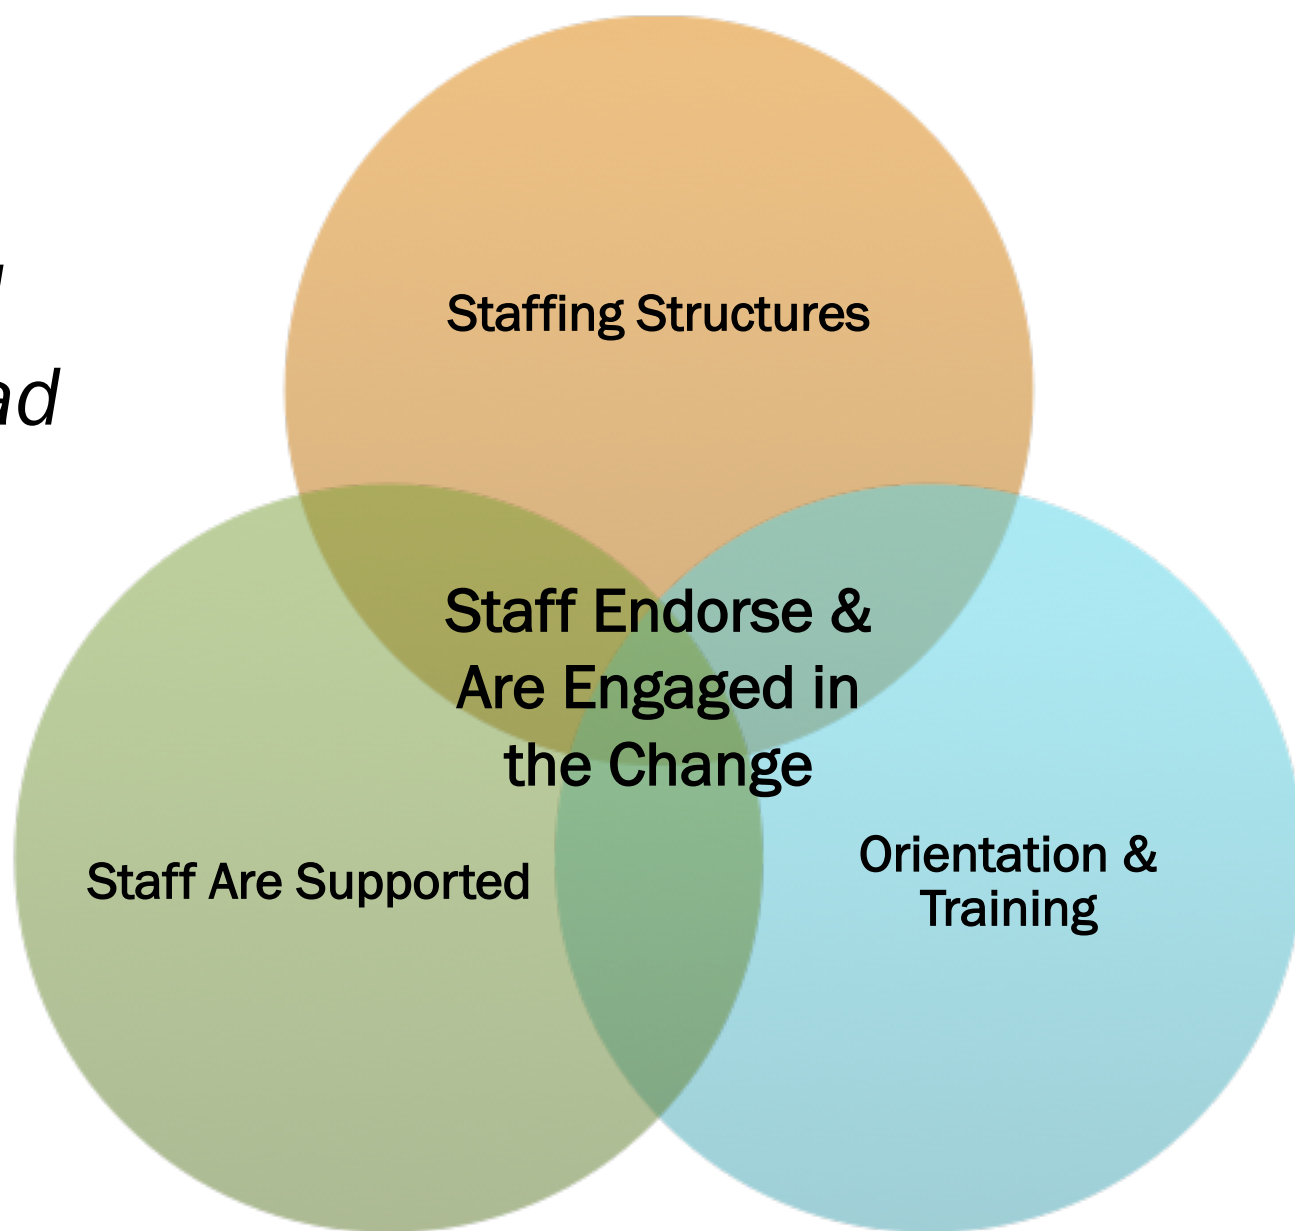 Staffing Structures
Staff Endorse &
Are Engaged in
the Change
Staff Are Supported
Orientation &
Training